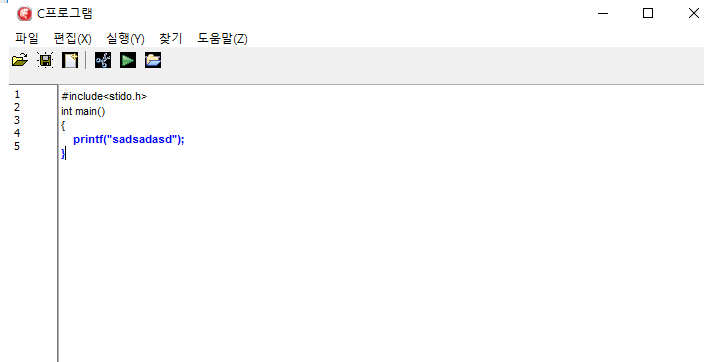 C프로그램
파일 편집(X) 실행(Y) 찾기 도움말(Z)
1 #include<stido.h>
2 int main()
3 {
4 printf("sadsadasd");
5 }